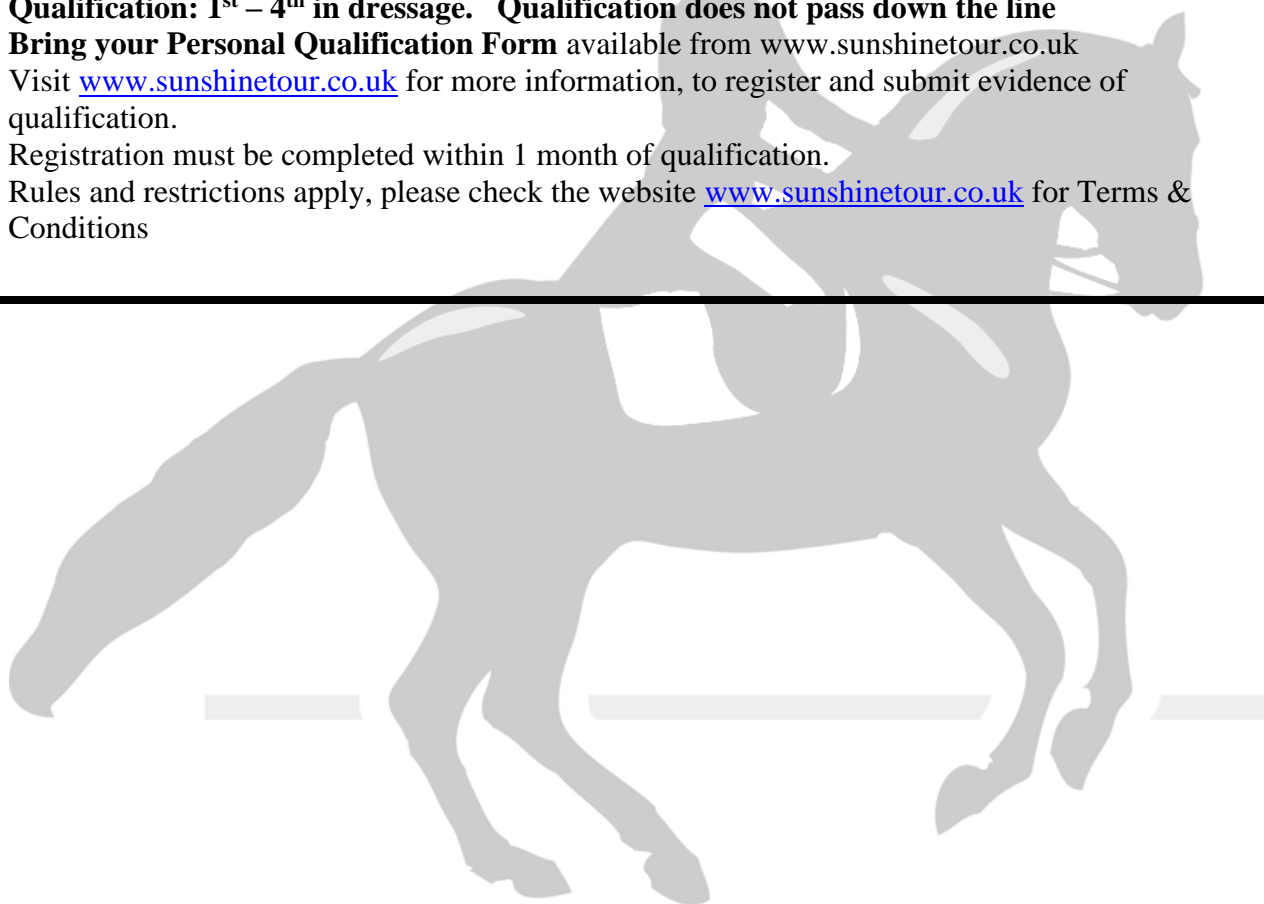 Qualification: 1st – 4th in dressage. Qualification does not pass down the line
Bring your Personal Qualification Form available from www.sunshinetour.co.uk
Visit www.sunshinetour.co.uk for more information, to register and submit evidence of
qualification.
Registration must be completed within 1 month of qualification.
Rules and restrictions apply, please check the website www.sunshinetour.co.uk for Terms &
Conditions